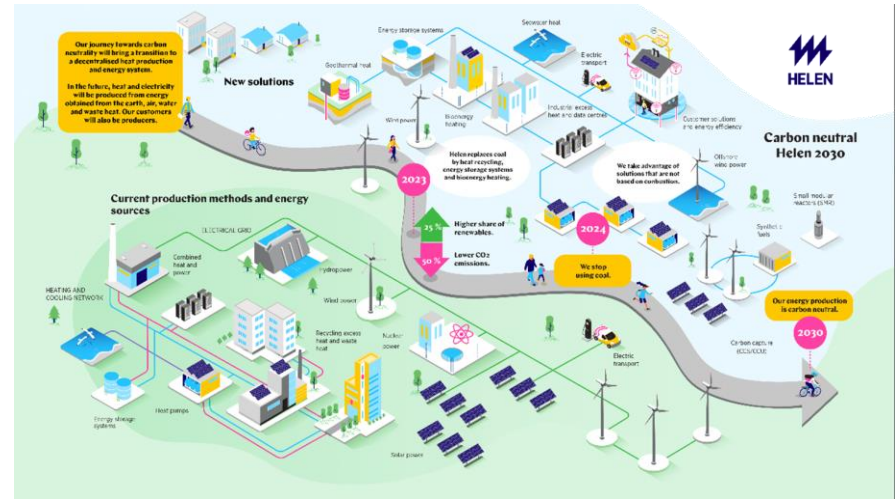 Our journey towards carbon
neutrality will bring a transition to
a decentralised heat production
and energy system.
In the future, heat and electricity
will be produced from energy
obtained from the earth, air, water
and waste heat. Our customers
will also be producers.
New solutions
Geothermal heat
Energy storage systems
Seawater heat
Electric
transport
Wind power
Bioenergy
heating
Industrial excess
heat and data centres
Customer solutions
and energy efficiency
HELEN
Carbon neutral
Helen 2030
Helen replaces coal
by heat recycling,
energy storage systems
and bioenergy heating.
We take advantage of
solutions that are not
based on combustion.
Offshore
wind power
Small modular
reactors (SMR)
Synthetic
fuels
2023
25 %
Higher share of
renewables.
50 %
Lower CO2
emissions.
2024
We stop
using coal.
Our energy production
is carbon neutral.
2030
Carbon capture
(CCS/CCU)
Current production methods and energy
sources
ELECTRICAL GRID
Combined
heat and
power
Hydropower
HEATING AND
COOLING NETWORK
Wind power
Recycling excess
heat and waste
heat
Nuclear
power
Electric
transport
Energy storage
systems
Heat pumps
Solar power